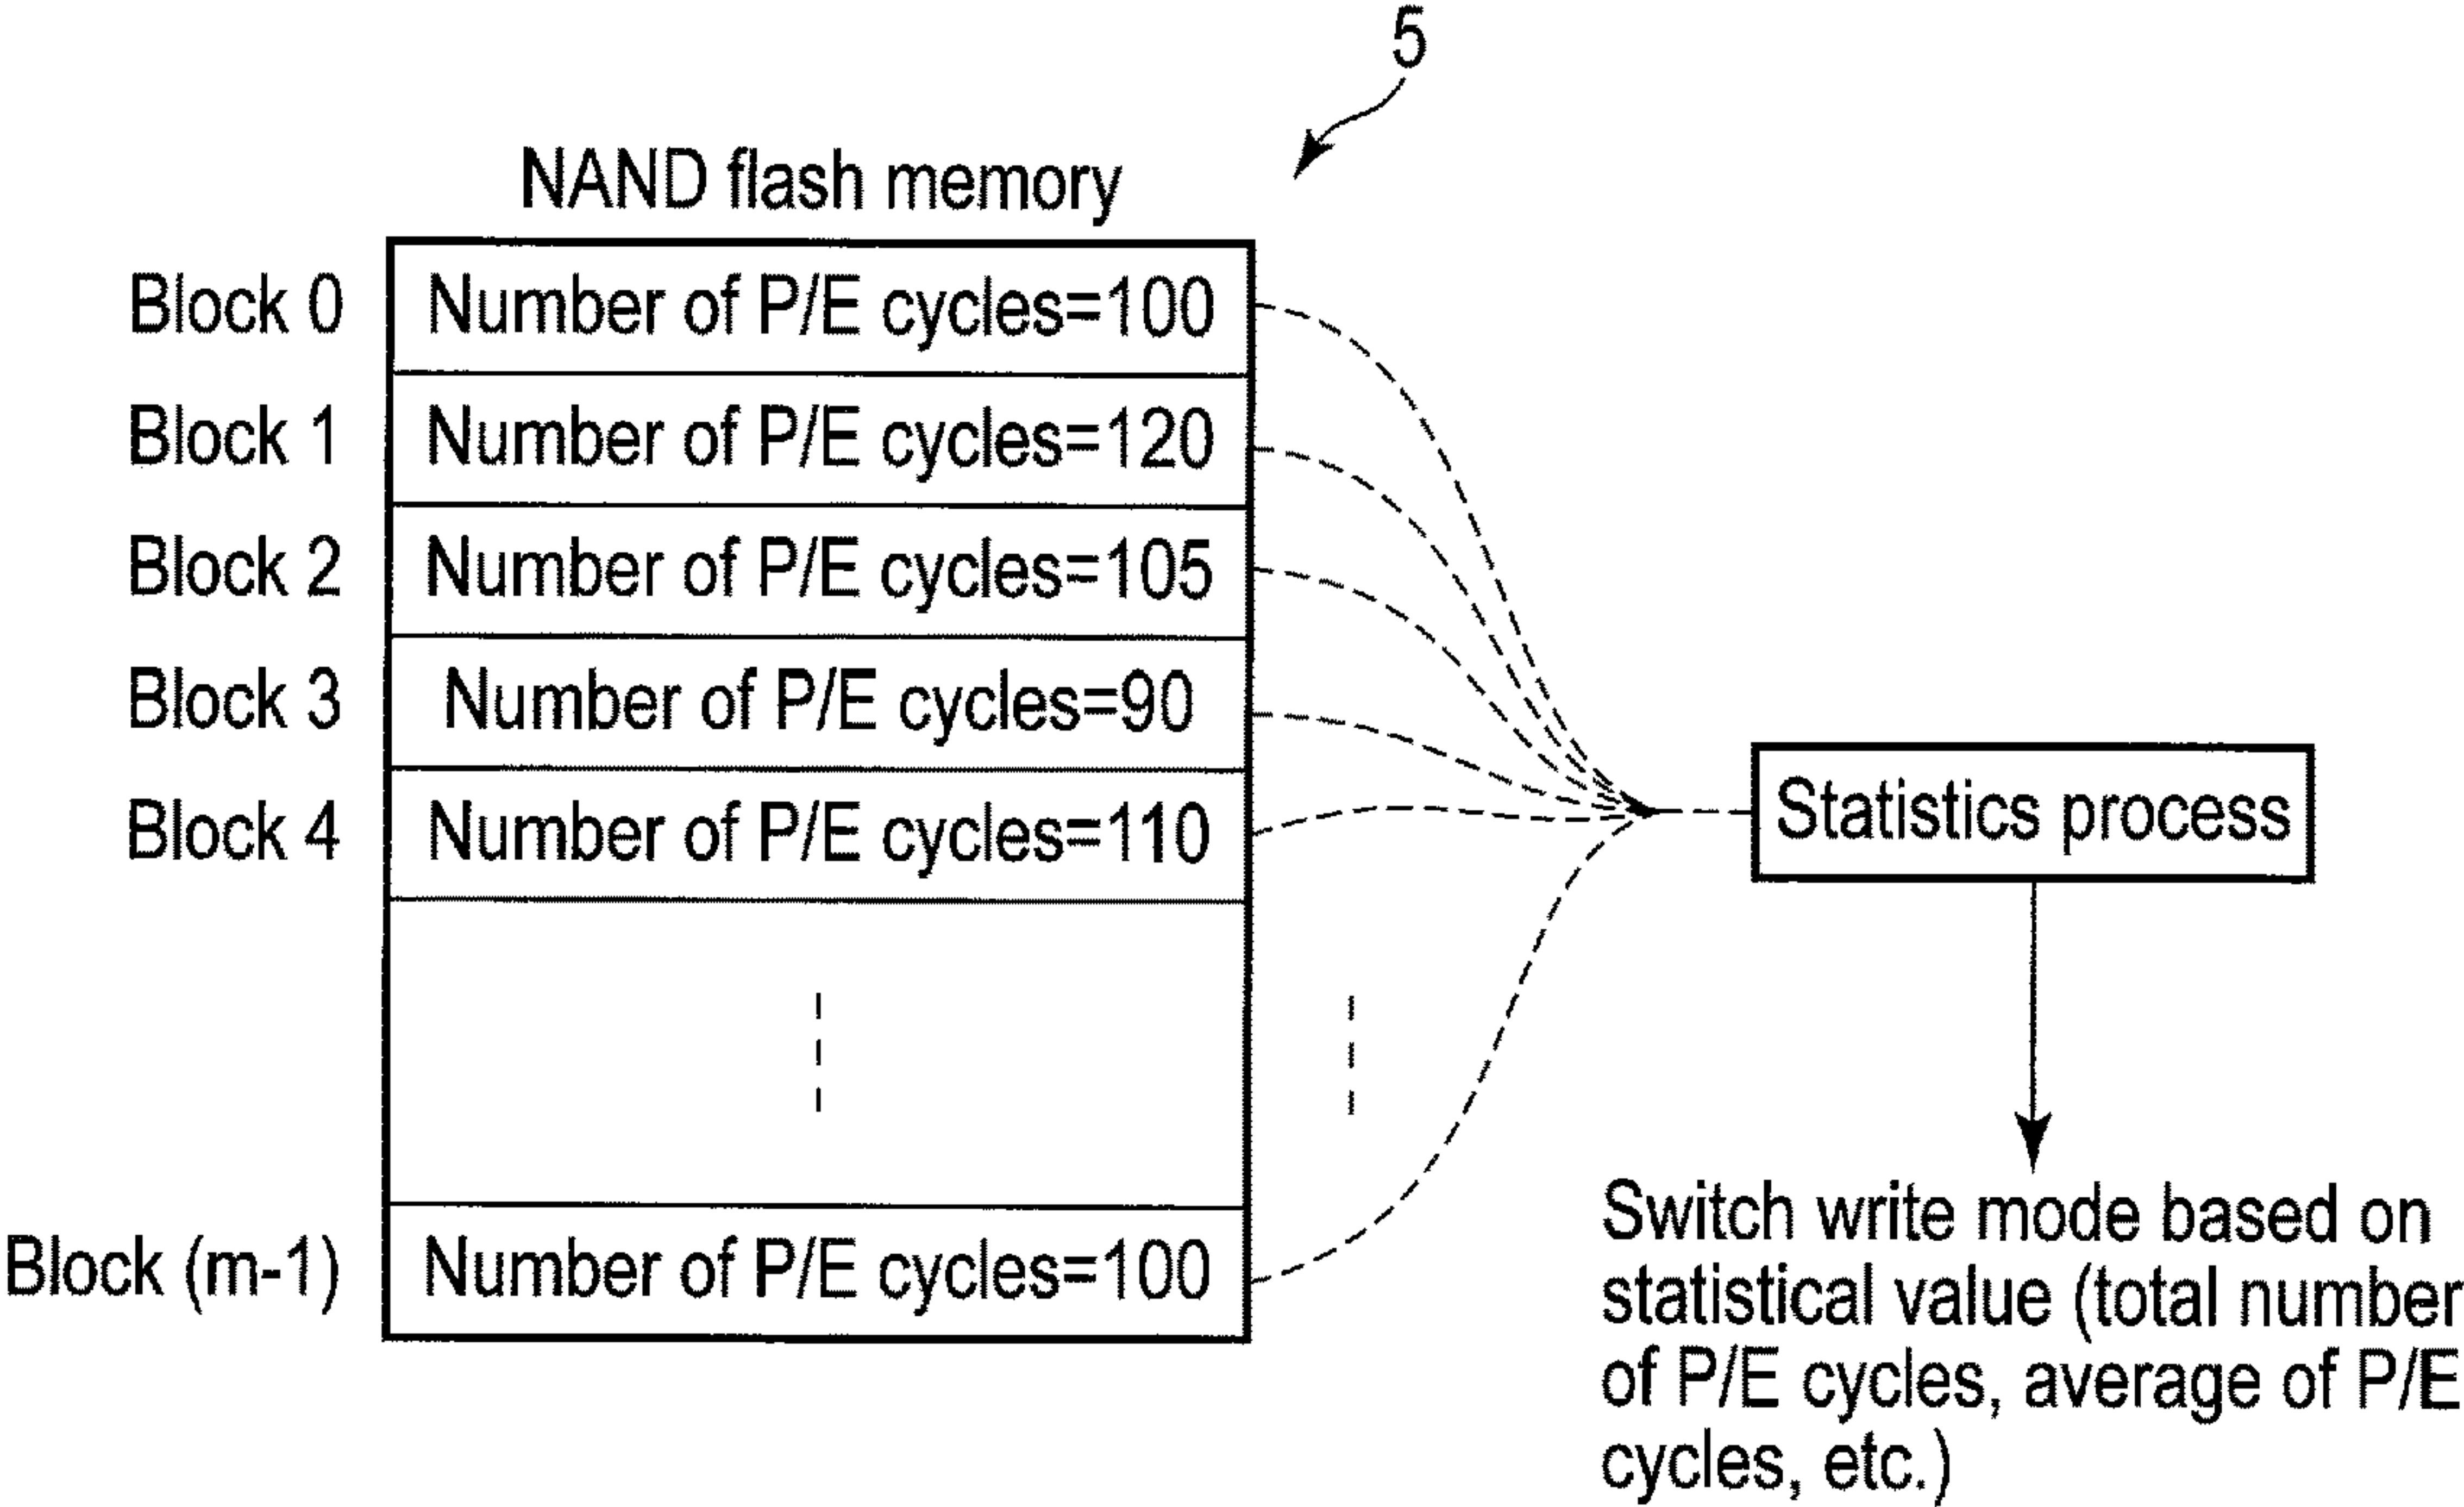 5
NAND flash memory
Block 0 Number of P/E cycles=100
Block 1 Number of P/E cycles=120
Block 2 Number of P/E cycles=105
Block 3 Number of P/E cycles=90
Block 4 Number of P/E cycles=110
Statistics process
Block (m-1) Number of P/E cycles=100
Switch write mode based on
statistical value (total number
of P/E cycles, average of P/E
cycles, etc.)